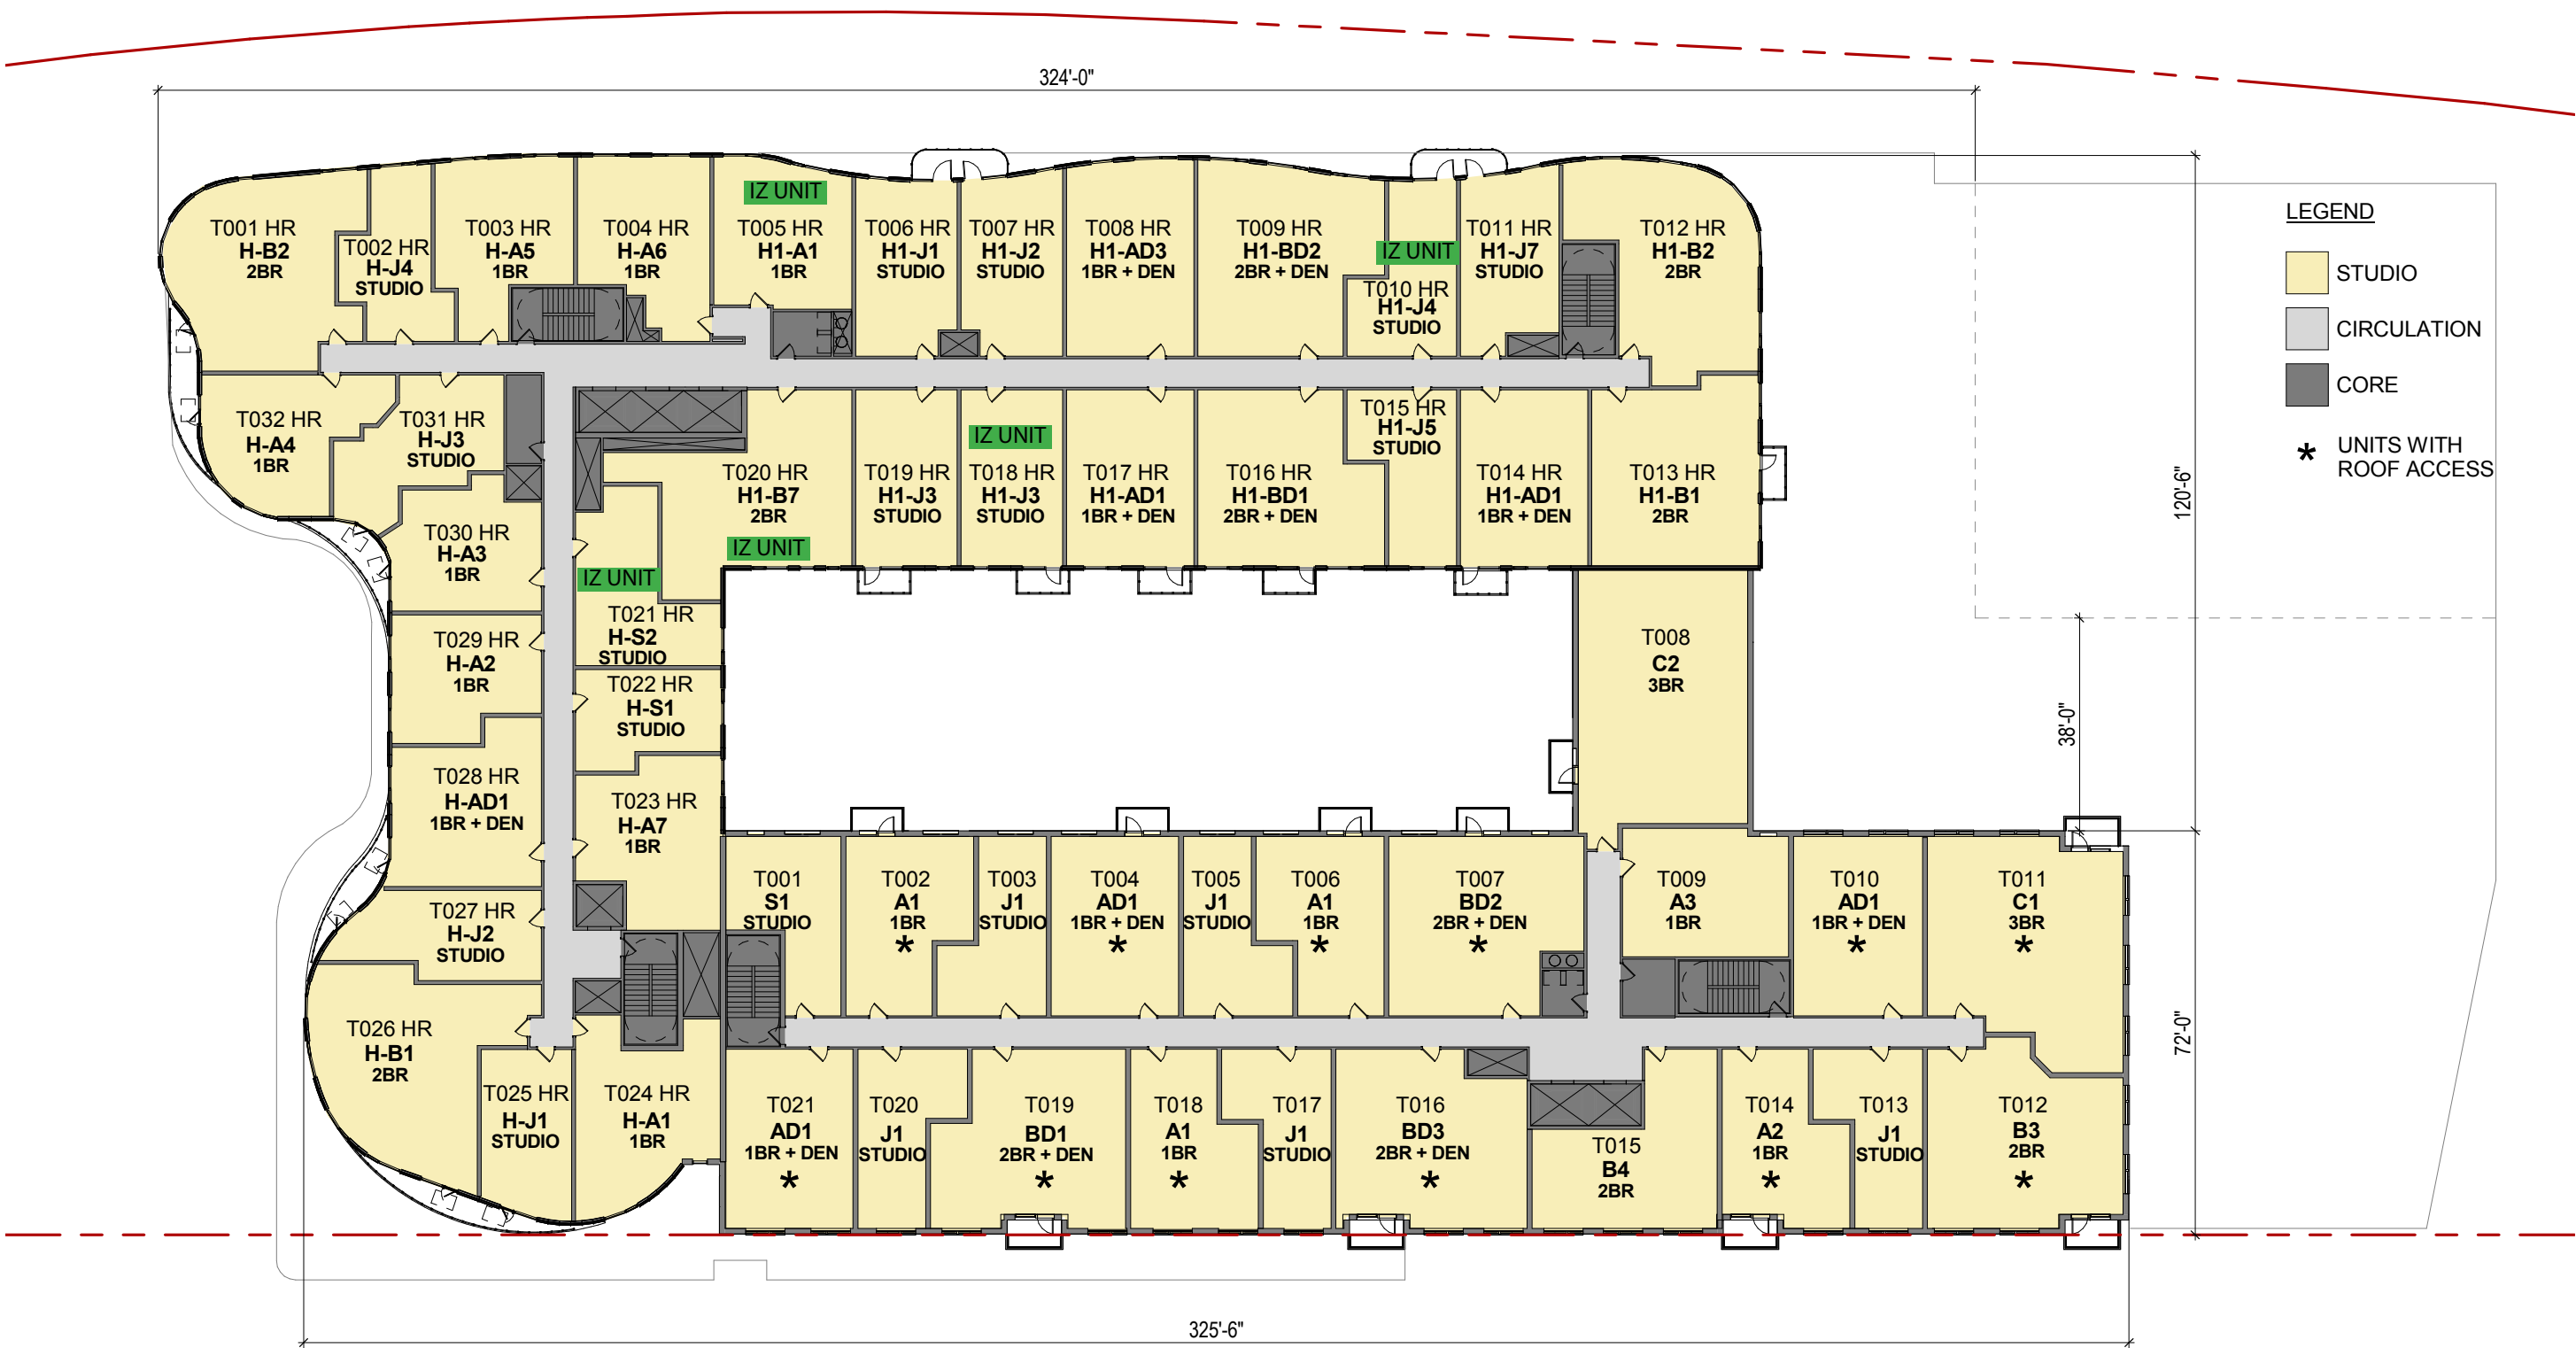 324'-0"
IZ UNIT
T001 HR
H-B2
2BR
T002 HR
H-J4
STUDIO
T003 HR
H-A5
1BR
T004 HR
H-A6
1BR
T005 HR
H1-A1
1BR
T006 HR
H1-J1
STUDIO
T007 HR
H1-J2
STUDIO
T008 HR
H1-AD3
1BR + DEN
T009 HR
H1-BD2
2BR + DEN
IZ UNIT
T010 HR
H1-J4
STUDIO
T011 HR
H1-J7
STUDIO
T012 HR
H1-B2
2BR
LEGEND
STUDIO
CIRCULATION
CORE
* UNITS WITH
ROOF ACCESS
T032 HR
H-A4
1BR
T031 HR
H-J3
STUDIO
T030 HR
H-A3
1BR
T020 HR
H1-B7
2BR
IZ UNIT
T019 HR
H1-J3
STUDIO
IZ UNIT
T018 HR
H1-J3
STUDIO
T017 HR
H1-AD1
1BR + DEN
T016 HR
H1-BD1
2BR + DEN
T015 HR
H1-J5
STUDIO
T014 HR
H1-AD1
1BR + DEN
T013 HR
H1-B1
2BR
120'-6"
IZ UNIT
T021 HR
H-S2
STUDIO
T029 HR
H-A2
1BR
T022 HR
H-S1
STUDIO
T008
C2
3BR
38'-0"
T028 HR
H-AD1
1BR + DEN
T023 HR
H-A7
1BR
T027 HR
H-J2
STUDIO
T001
S1
STUDIO
T002
A1
1BR
*
T003
J1
STUDIO
T004
AD1
1BR + DEN
*
T005
J1
STUDIO
T006
A1
1BR
*
T007
BD2
2BR + DEN
*
T009
A3
1BR
T010
AD1
1BR + DEN
*
T011
C1
3BR
*
72'-0"
T026 HR
H-B1
2BR
T025 HR
H-J1
STUDIO
T024 HR
H-A1
1BR
T021
AD1
1BR + DEN
*
T020
J1
STUDIO
T019
BD1
2BR + DEN
*
T018
A1
1BR
*
T017
J1
STUDIO
T016
BD3
2BR + DEN
*
T015
B4
2BR
T014
A2
1BR
*
T013
J1
STUDIO
T012
B3
2BR
*
325'-6"